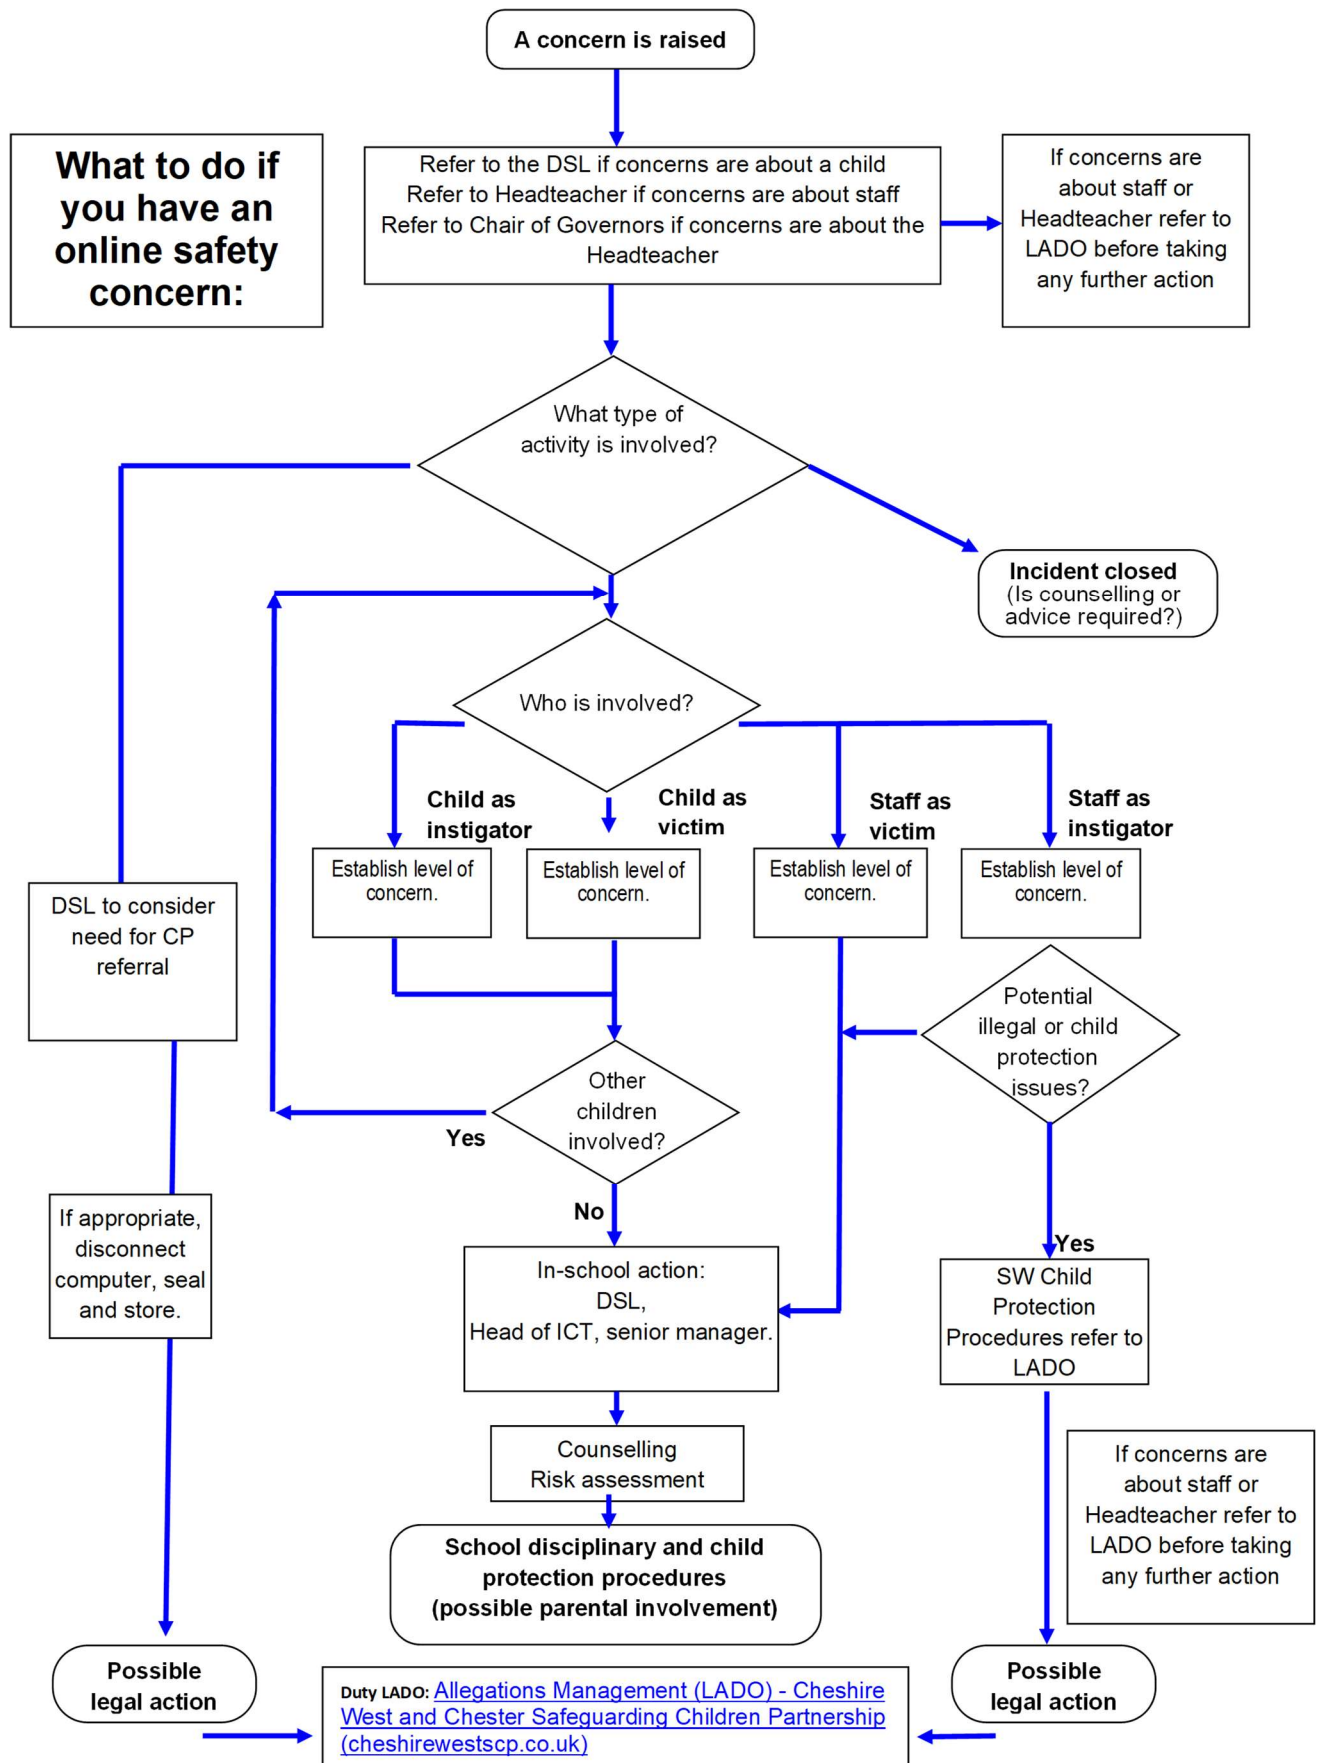 A concern is raised
What to do if
you have an
online safety
concern:
Refer to the DSL if concerns are about a child
Refer to Headteacher if concerns are about staff
Refer to Chair of Governors if concerns are about the
Headteacher
If concerns are
about staff or
Headteacher refer to
LADO before taking
any further action
What type of
activity is involved?
Incident closed
(Is counselling or
advice required?)
Who is involved?
Child as
instigator
Child as
victim
Staff as
victim
Staff as
instigator
Establish level of
concern.
Establish level of
concern.
Establish level of
concern.
Establish level of
concern.
DSL to consider
need for CP
referral
Potential
illegal or child
protection
issues?
Other
children
involved?
Yes
No
If appropriate,
disconnect
computer, seal
and store.
In-school action:
DSL,
Head of ICT, senior manager.
Yes
SW Child
Protection
Procedures refer to
LADO
Counselling
Risk assessment
If concerns are
about staff or
Headteacher refer to
LADO before taking
any further action
School disciplinary and child
protection procedures
(possible parental involvement)
Possible
legal action
Possible
legal action
Duty LADO: Allegations Management (LADO) - Cheshire
West and Chester Safeguarding Children Partnership
(cheshirewestscp.co.uk)